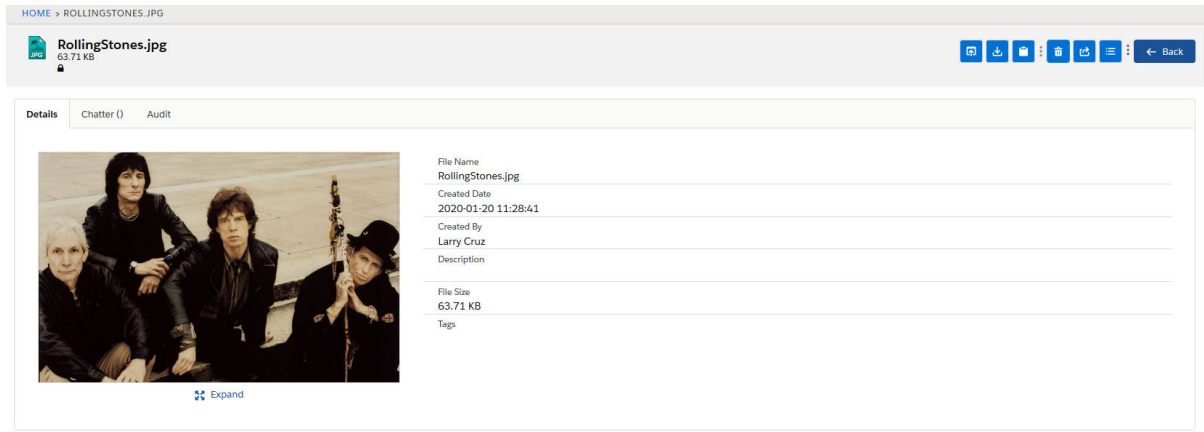 HOME > ROLLINGSTONES.JPG
JPG
RollingStones.jpg
63.71 KB
← Back
Details Chatter () Audit
File Name
RollingStones.jpg
Created Date
2020-01-20 11:28:41
Created By
Larry Cruz
Description
File Size
63.71 KB
Tags
Expand